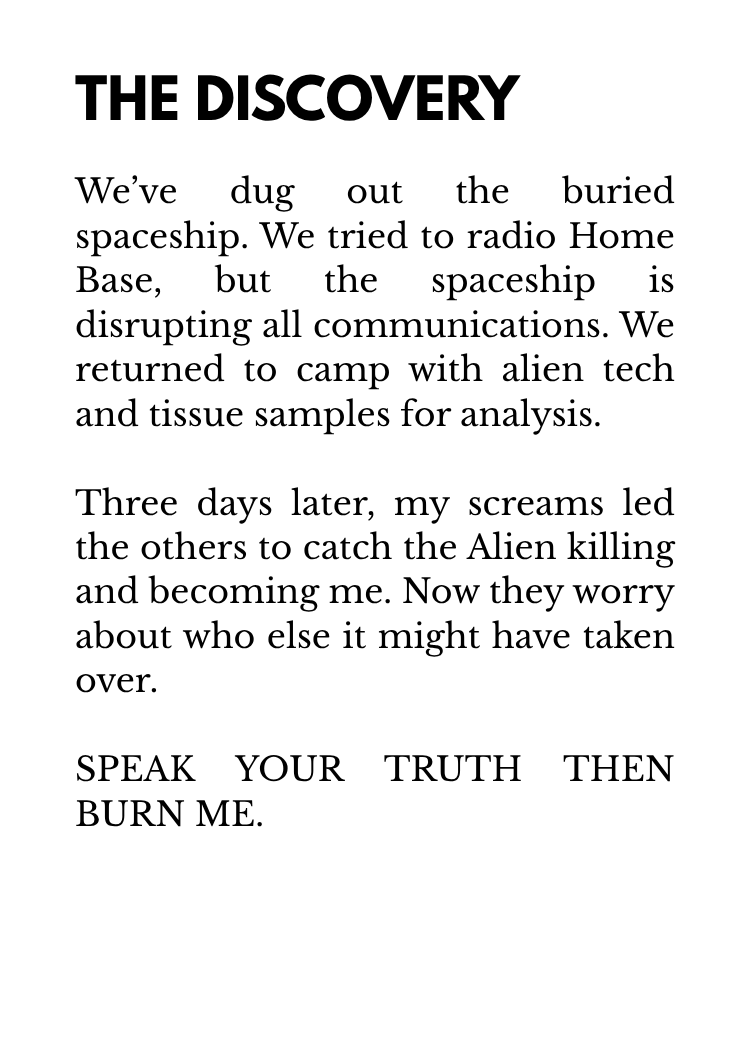 THE DISCOVERY
We’ve dug out the buried
spaceship. We tried to radio Home
Base, but the spaceship is
disrupting all communications. We
returned to camp with alien tech
and tissue samples for analysis.
Three days later, my screams led
the others to catch the Alien killing
and becoming me. Now they worry
about who else it might have taken
over.
SPEAK YOUR TRUTH THEN
BURN ME.